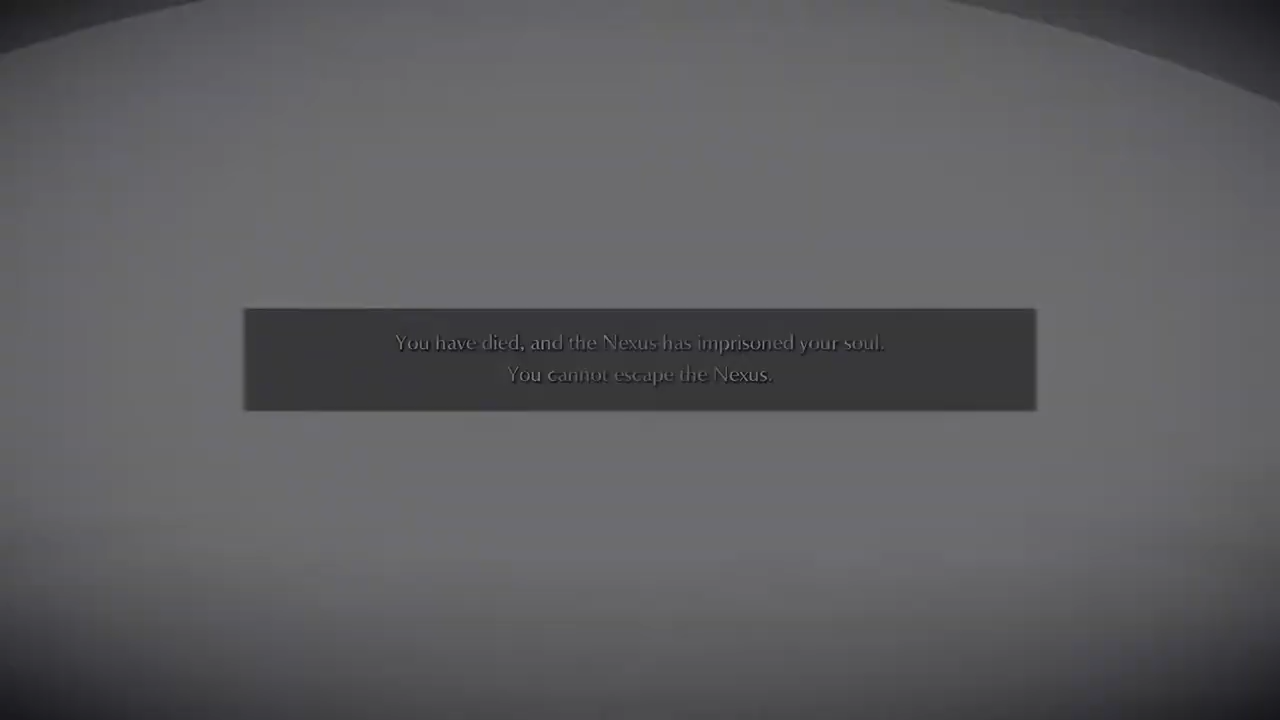 You have died, and the Nexus has imprisoned your soul.
You cannot escape the Nexus.